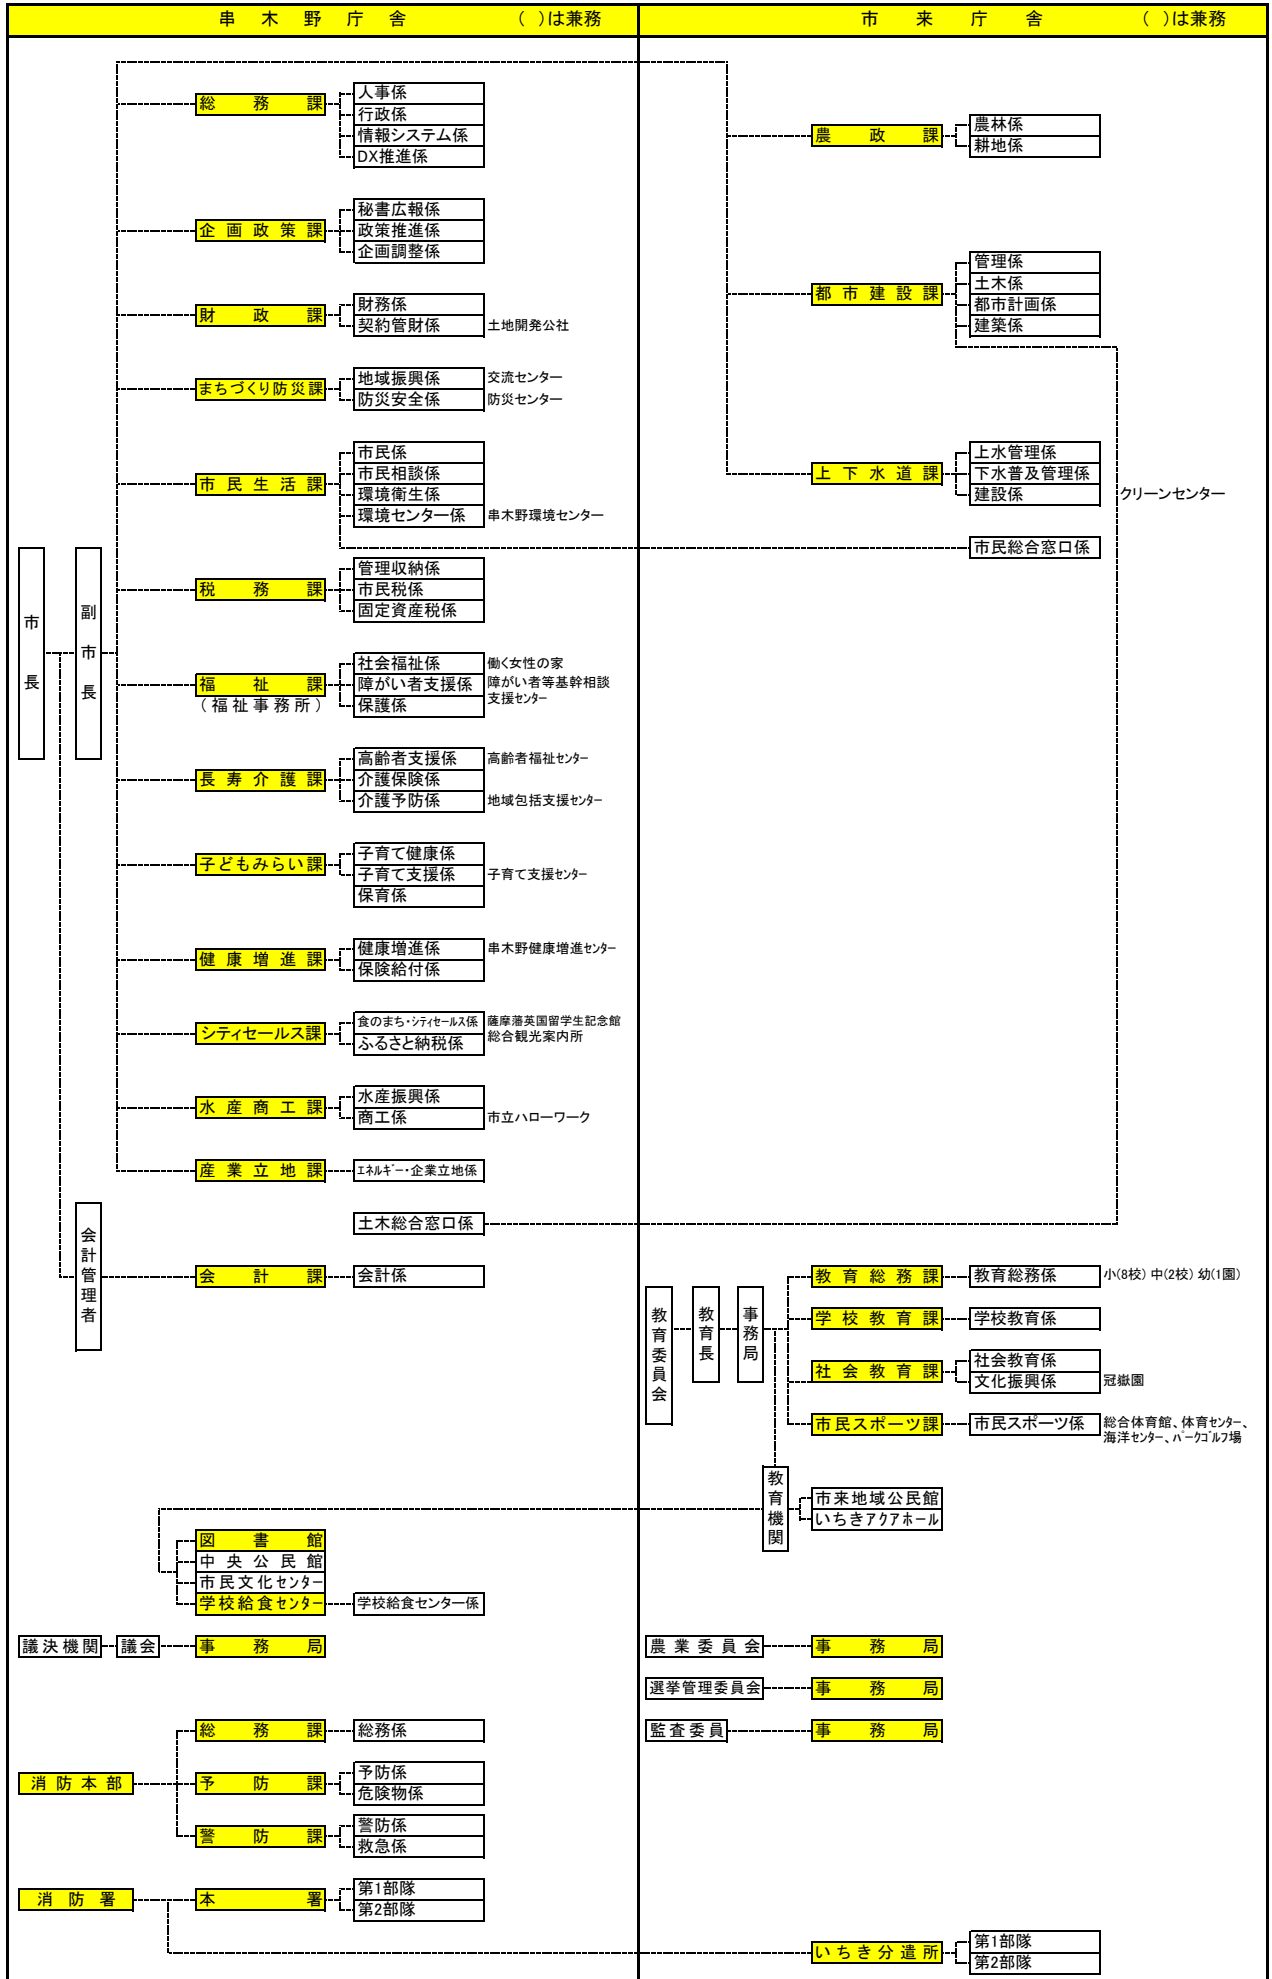 串木野庁舎 ( )は兼務
市来庁舎 ( )は兼務
市長
副市長
総務課
人事係
行政係
情報システム係
DX推進係
企画政策課
秘書広報係
政策推進係
企画調整係
財政課
財務係
契約管財係 土地開発公社
まちづくり防災課
地域振興係 交流センター
防災安全係 防災センター
市民生活課
市民係
市民相談係
環境衛生係
環境センター係 串木野環境センター
税務課
管理収納係
市民税係
固定資産税係
福祉課
(福祉事務所)
社会福祉係 働く女性の家
障がい者支援係 障がい者等基幹相談
支援センター
保護係
長寿介護課
高齢者支援係 高齢者福祉センター
介護保険係
介護予防係 地域包括支援センター
子どもみらい課
子育て健康係
子育て支援係 子育て支援センター
保育係
健康増進課
健康増進係 串木野健康増進センター
保険給付係
シティセールス課
食のまち・シティセールス係 薩摩藩英国留学生記念館
総合観光案内所
ふるさと納税係
水産商工課
水産振興係
商工係 市立ハローワーク
産業立地課
エネルギー・企業立地係
土木総合窓口係
会計管理者
会計課
会計係
農政課
農林係
耕地係
都市建設課
管理係
土木係
都市計画係
建築係
上下水道課
上水管理係
下水普及管理係
建設係
クリーンセンター
市民総合窓口係
教育委員会
教育長
事務局
教育総務課
教育総務係 小(8校) 中(2校) 幼(1園)
学校教育課
学校教育係
社会教育課
社会教育係
文化振興係 冠嶽園
市民スポーツ課
市民スポーツ係 総合体育館、体育センター、
海洋センター、パークゴルフ場
教育機関
市来地域公民館
いちきアクアホール
図書館
中央公民館
市民文化センター
学校給食センター
学校給食センター係
議決機関
議会
事務局
農業委員会
事務局
選挙管理委員会
事務局
監査委員
事務局
消防本部
総務課
総務係
予防課
予防係
危険物係
警防課
警防係
救急係
消防署
本署
第1部隊
第2部隊
いちき分遣所
第1部隊
第2部隊